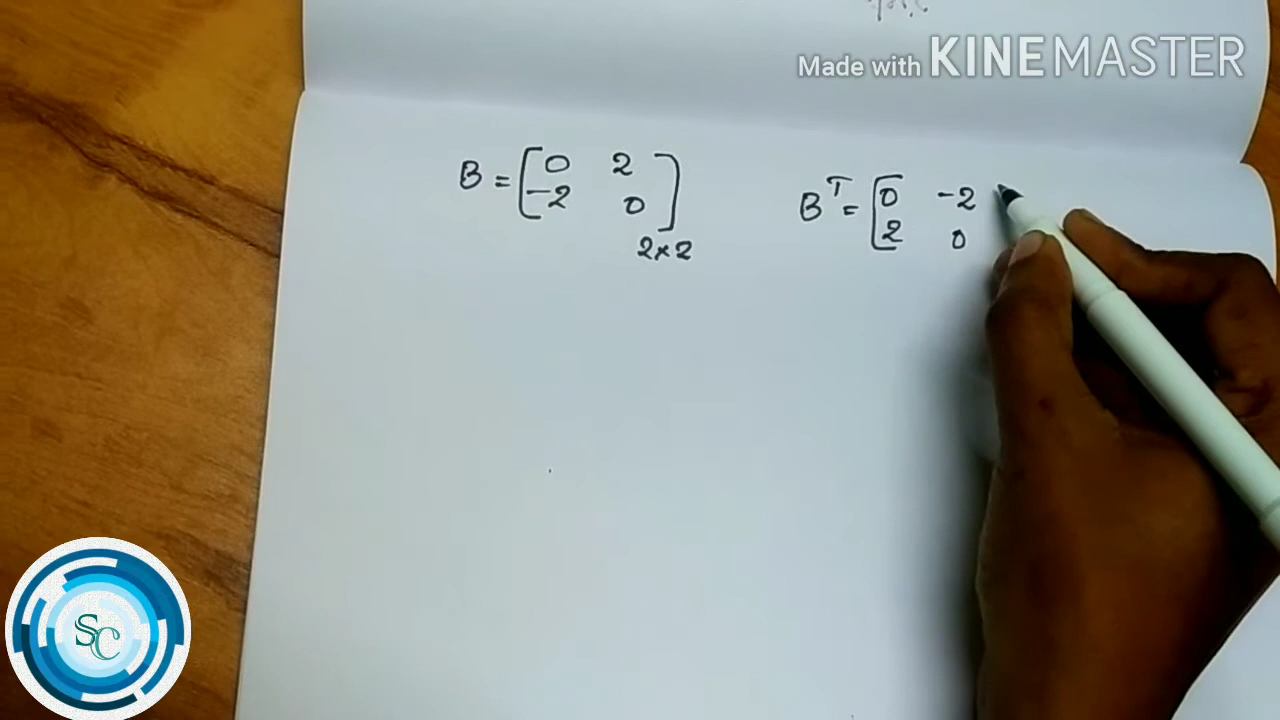 Made with KINEMASTER
B = [0 2
-2 0]
2×2
B^T = [0 -2
2 0
SC